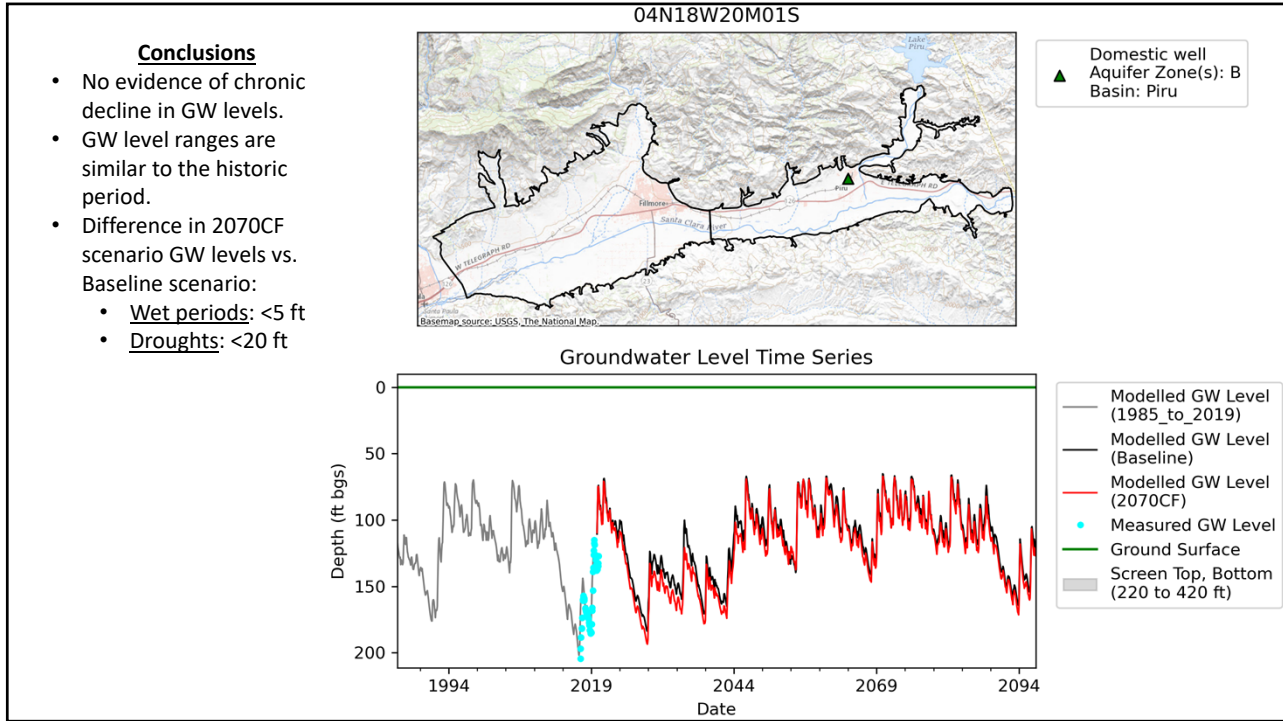 Conclusions
• No evidence of chronic
decline in GW levels.
• GW level ranges are
similar to the historic
period.
• Difference in 2070CF
scenario GW levels vs.
Baseline scenario:
• Wet periods: <5 ft
• Droughts: <20 ft
04N18W20M01S
Lake
Piru
Piru
E TELEGRAPH RD
126
Fillmore
Santa Clara
River
W TELEGRAPH RD
Santa Paula
Basemap source: USGS, The National Map.
Domestic well
Aquifer Zone(s): B
Basin: Piru
Groundwater Level Time Series
Depth (ft bgs)
0
50
100
150
200
1994
2019
2044
2069
2094
Date
Modelled GW Level
(1985_to_2019)
Modelled GW Level
(Baseline)
Modelled GW Level
(2070CF)
Measured GW Level
Ground Surface
Screen Top, Bottom
(220 to 420 ft)